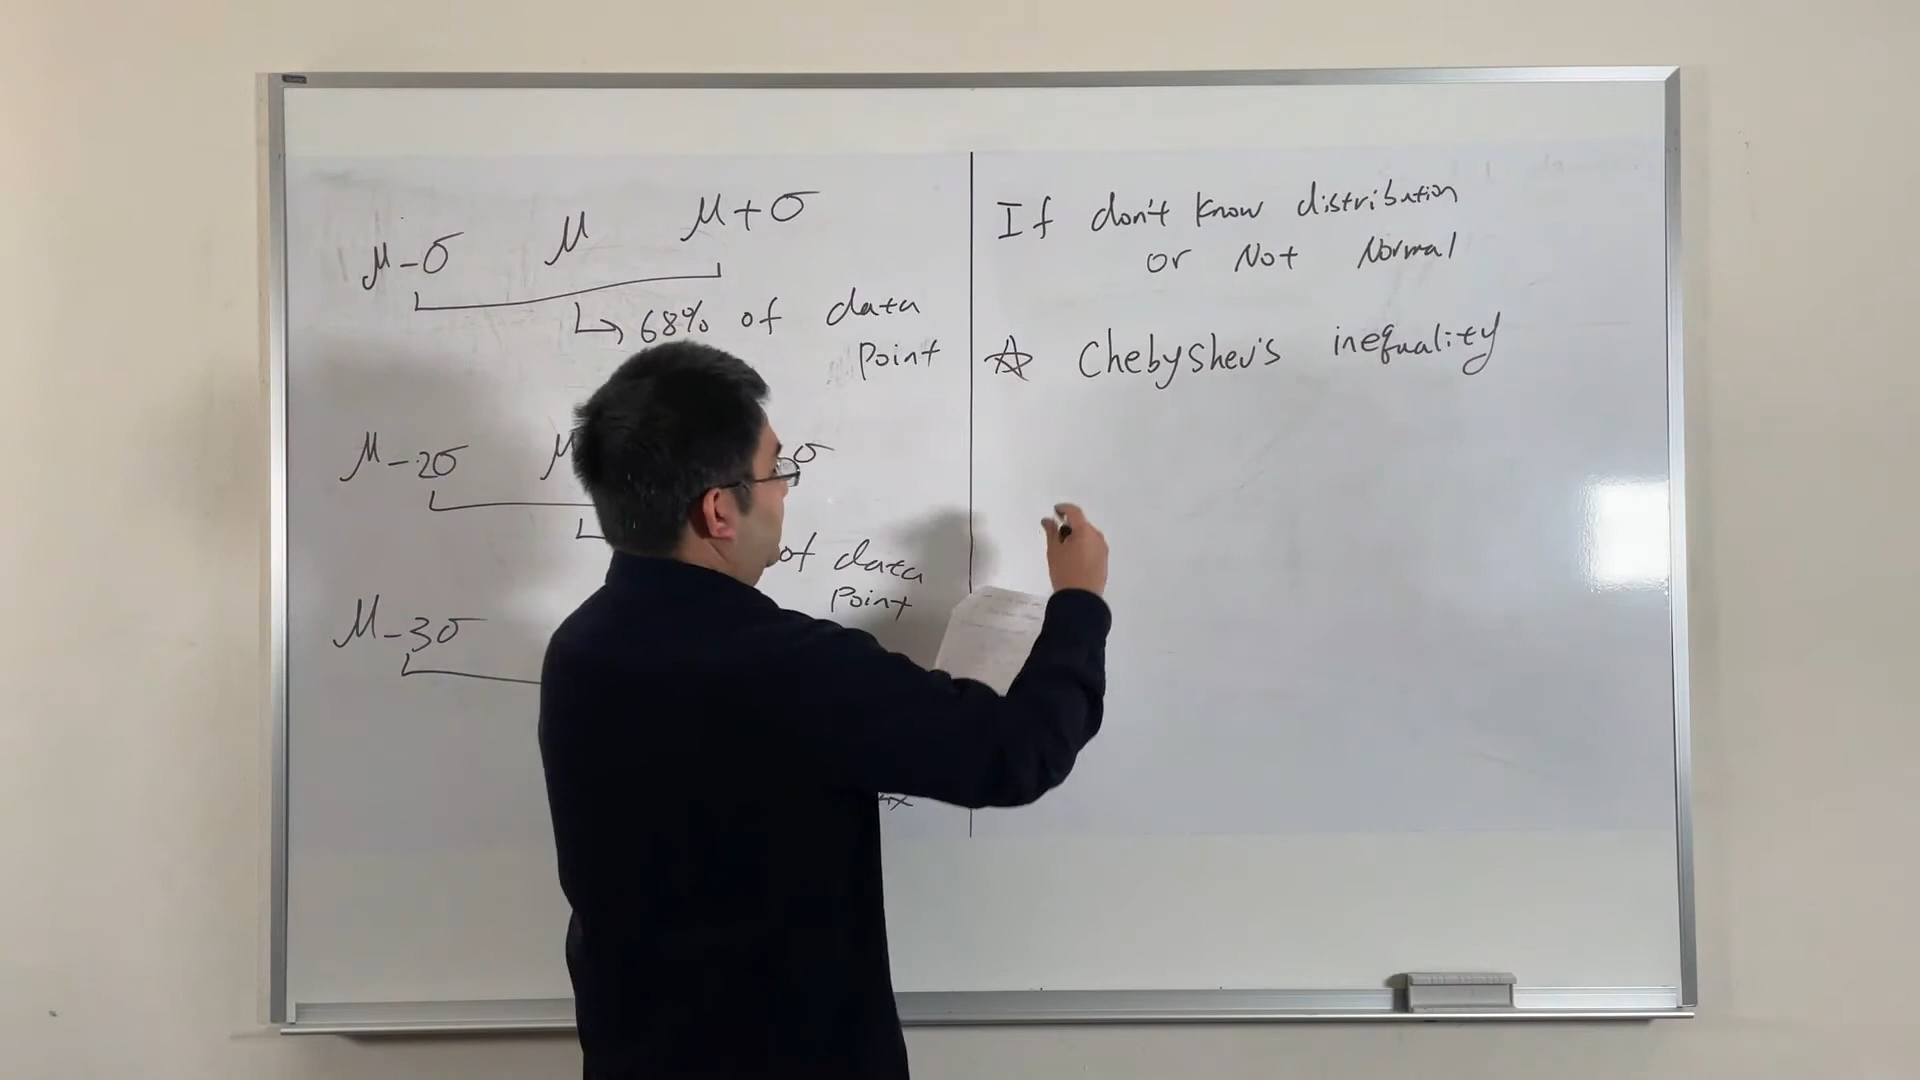 μ-σ μ μ+σ
68% of data
point
μ-2σ μ σ
of data
point
μ-3σ
If don't know distribution
or Not Normal
☆ Chebyshev's inequality